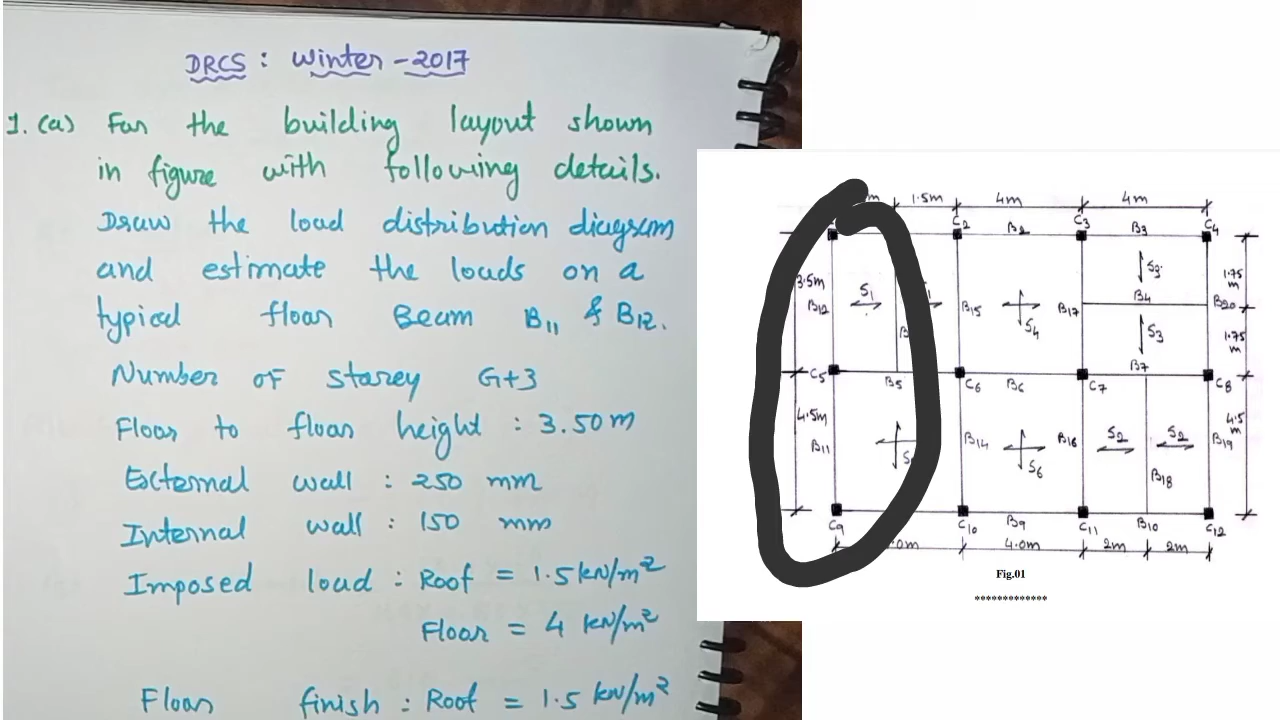 DRCS : Winter - 2017
1. (a) For the building layout shown
in figure with following details.
Draw the load distribution diagram
and estimate the loads on a
typical floor Beam B11 & B12.
Number of storey G+3
Floor to floor height : 3.50 m
External wall : 250 mm
Internal wall : 150 mm
Imposed load : Roof = 1.5 kN/m²
Floor = 4 kN/m²
Floor finish : Roof = 1.5 kN/m²
1.5m 4m 4m
C2 B2 C3 B3 C4
3.5m S1 S3 1.75 m
B12 B15 S4 B17 B4 B20
S3 1.75 m
B7
C5 B5 C6 B6 C7 C8
4.5m S2 S2 4.5 m
B11 B14 S6 B16 B18 B19
C9 C10 B9 C11 B10 C12
4.0m 2m 2m
Fig.01
*************